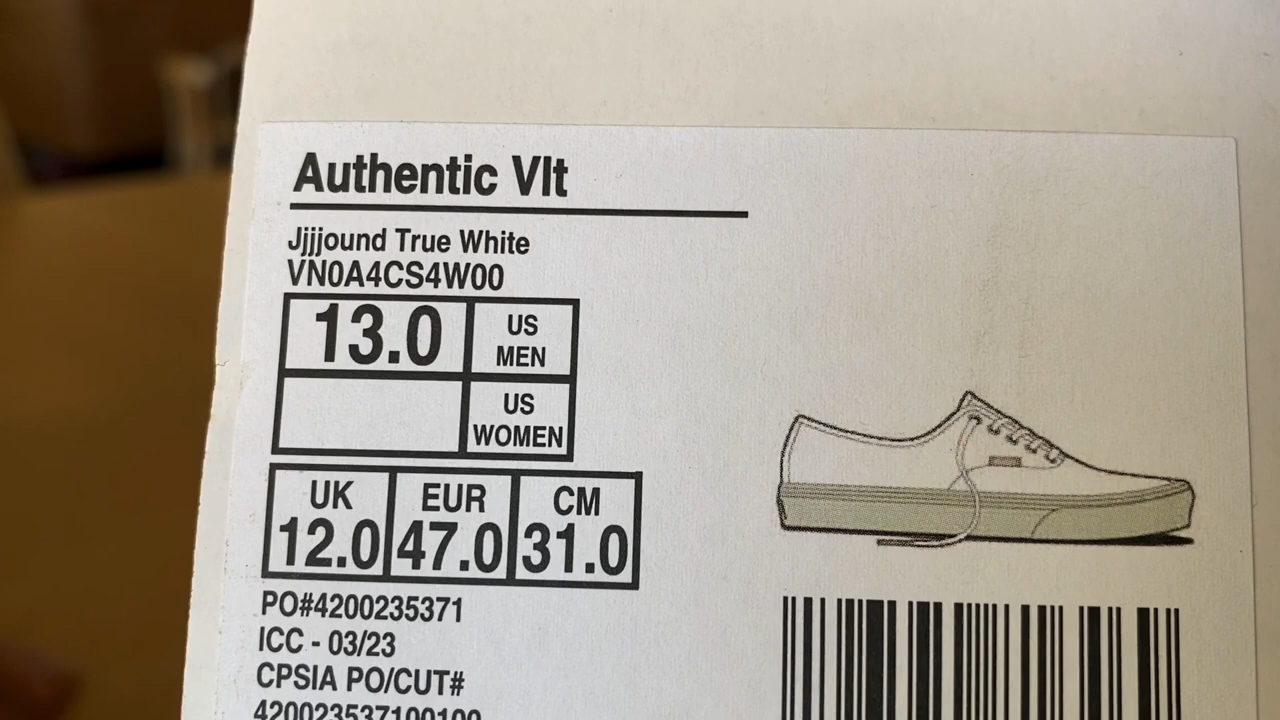 Authentic Vlt
Jjjjound True White
VN0A4CS4W00
13.0 US MEN
US WOMEN
UK EUR CM
12.0 47.0 31.0
PO#4200235371
ICC - 03/23
CPSIA PO/CUT#
420023537100100